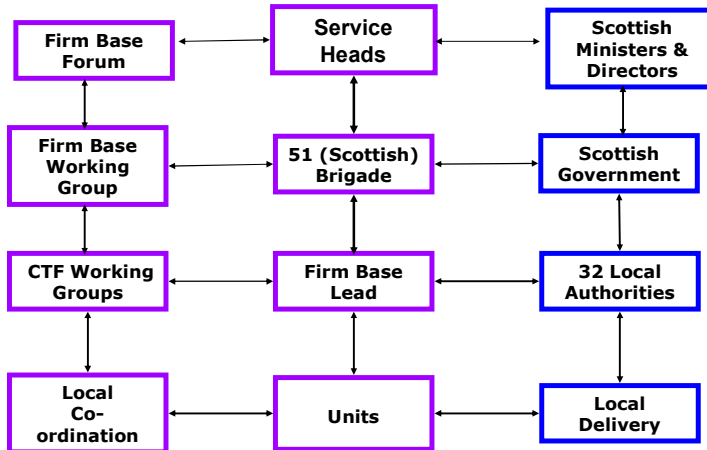 Firm Base
Forum
Service
Heads
Scottish
Ministers &
Directors
Firm Base
Working
Group
51 (Scottish)
Brigade
Scottish
Government
CTF Working
Groups
Firm Base
Lead
32 Local
Authorities
Local
Co-
ordination
Units
Local
Delivery